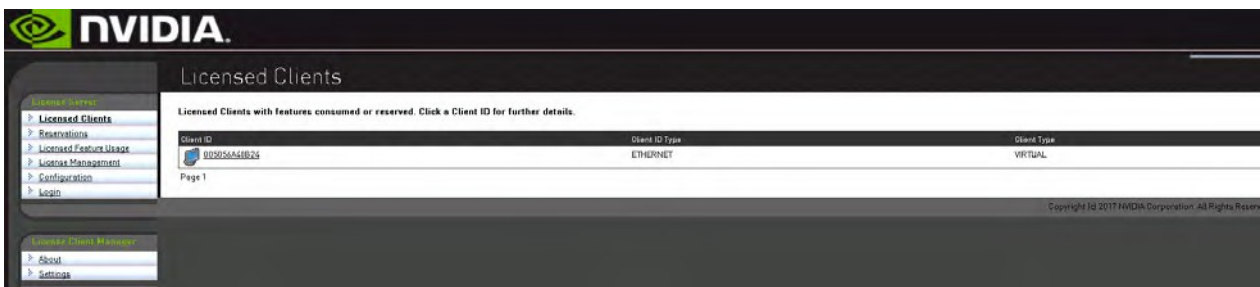 NVIDIA.
Licensed Clients
License Server
Licensed Clients
Reservations
Licensed Feature Usage
License Management
Configuration
Login
Licensed Clients with features consumed or reserved. Click a Client ID for further details.
Client ID Client ID Type Client Type
005056A40B24 ETHERNET VIRTUAL
Page 1
Copyright (c) 2017 NVIDIA Corporation. All Rights
License Client Manager
About
Settings